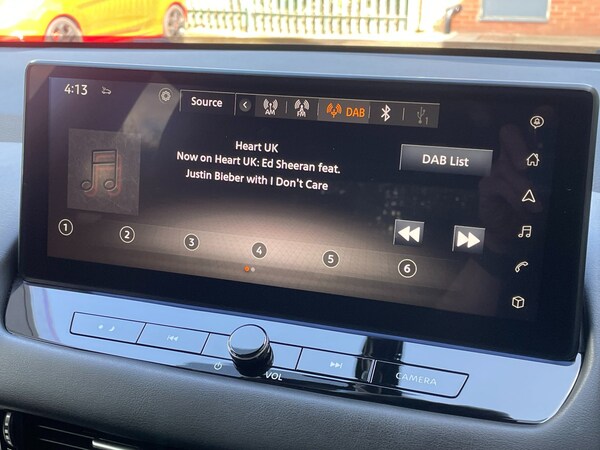 4:13
Source
AM
FM
DAB
1
Heart UK
Now on Heart UK: Ed Sheeran feat.
Justin Bieber with I Don't Care
DAB List
1
2
3
4
5
6
VOL
CAMERA